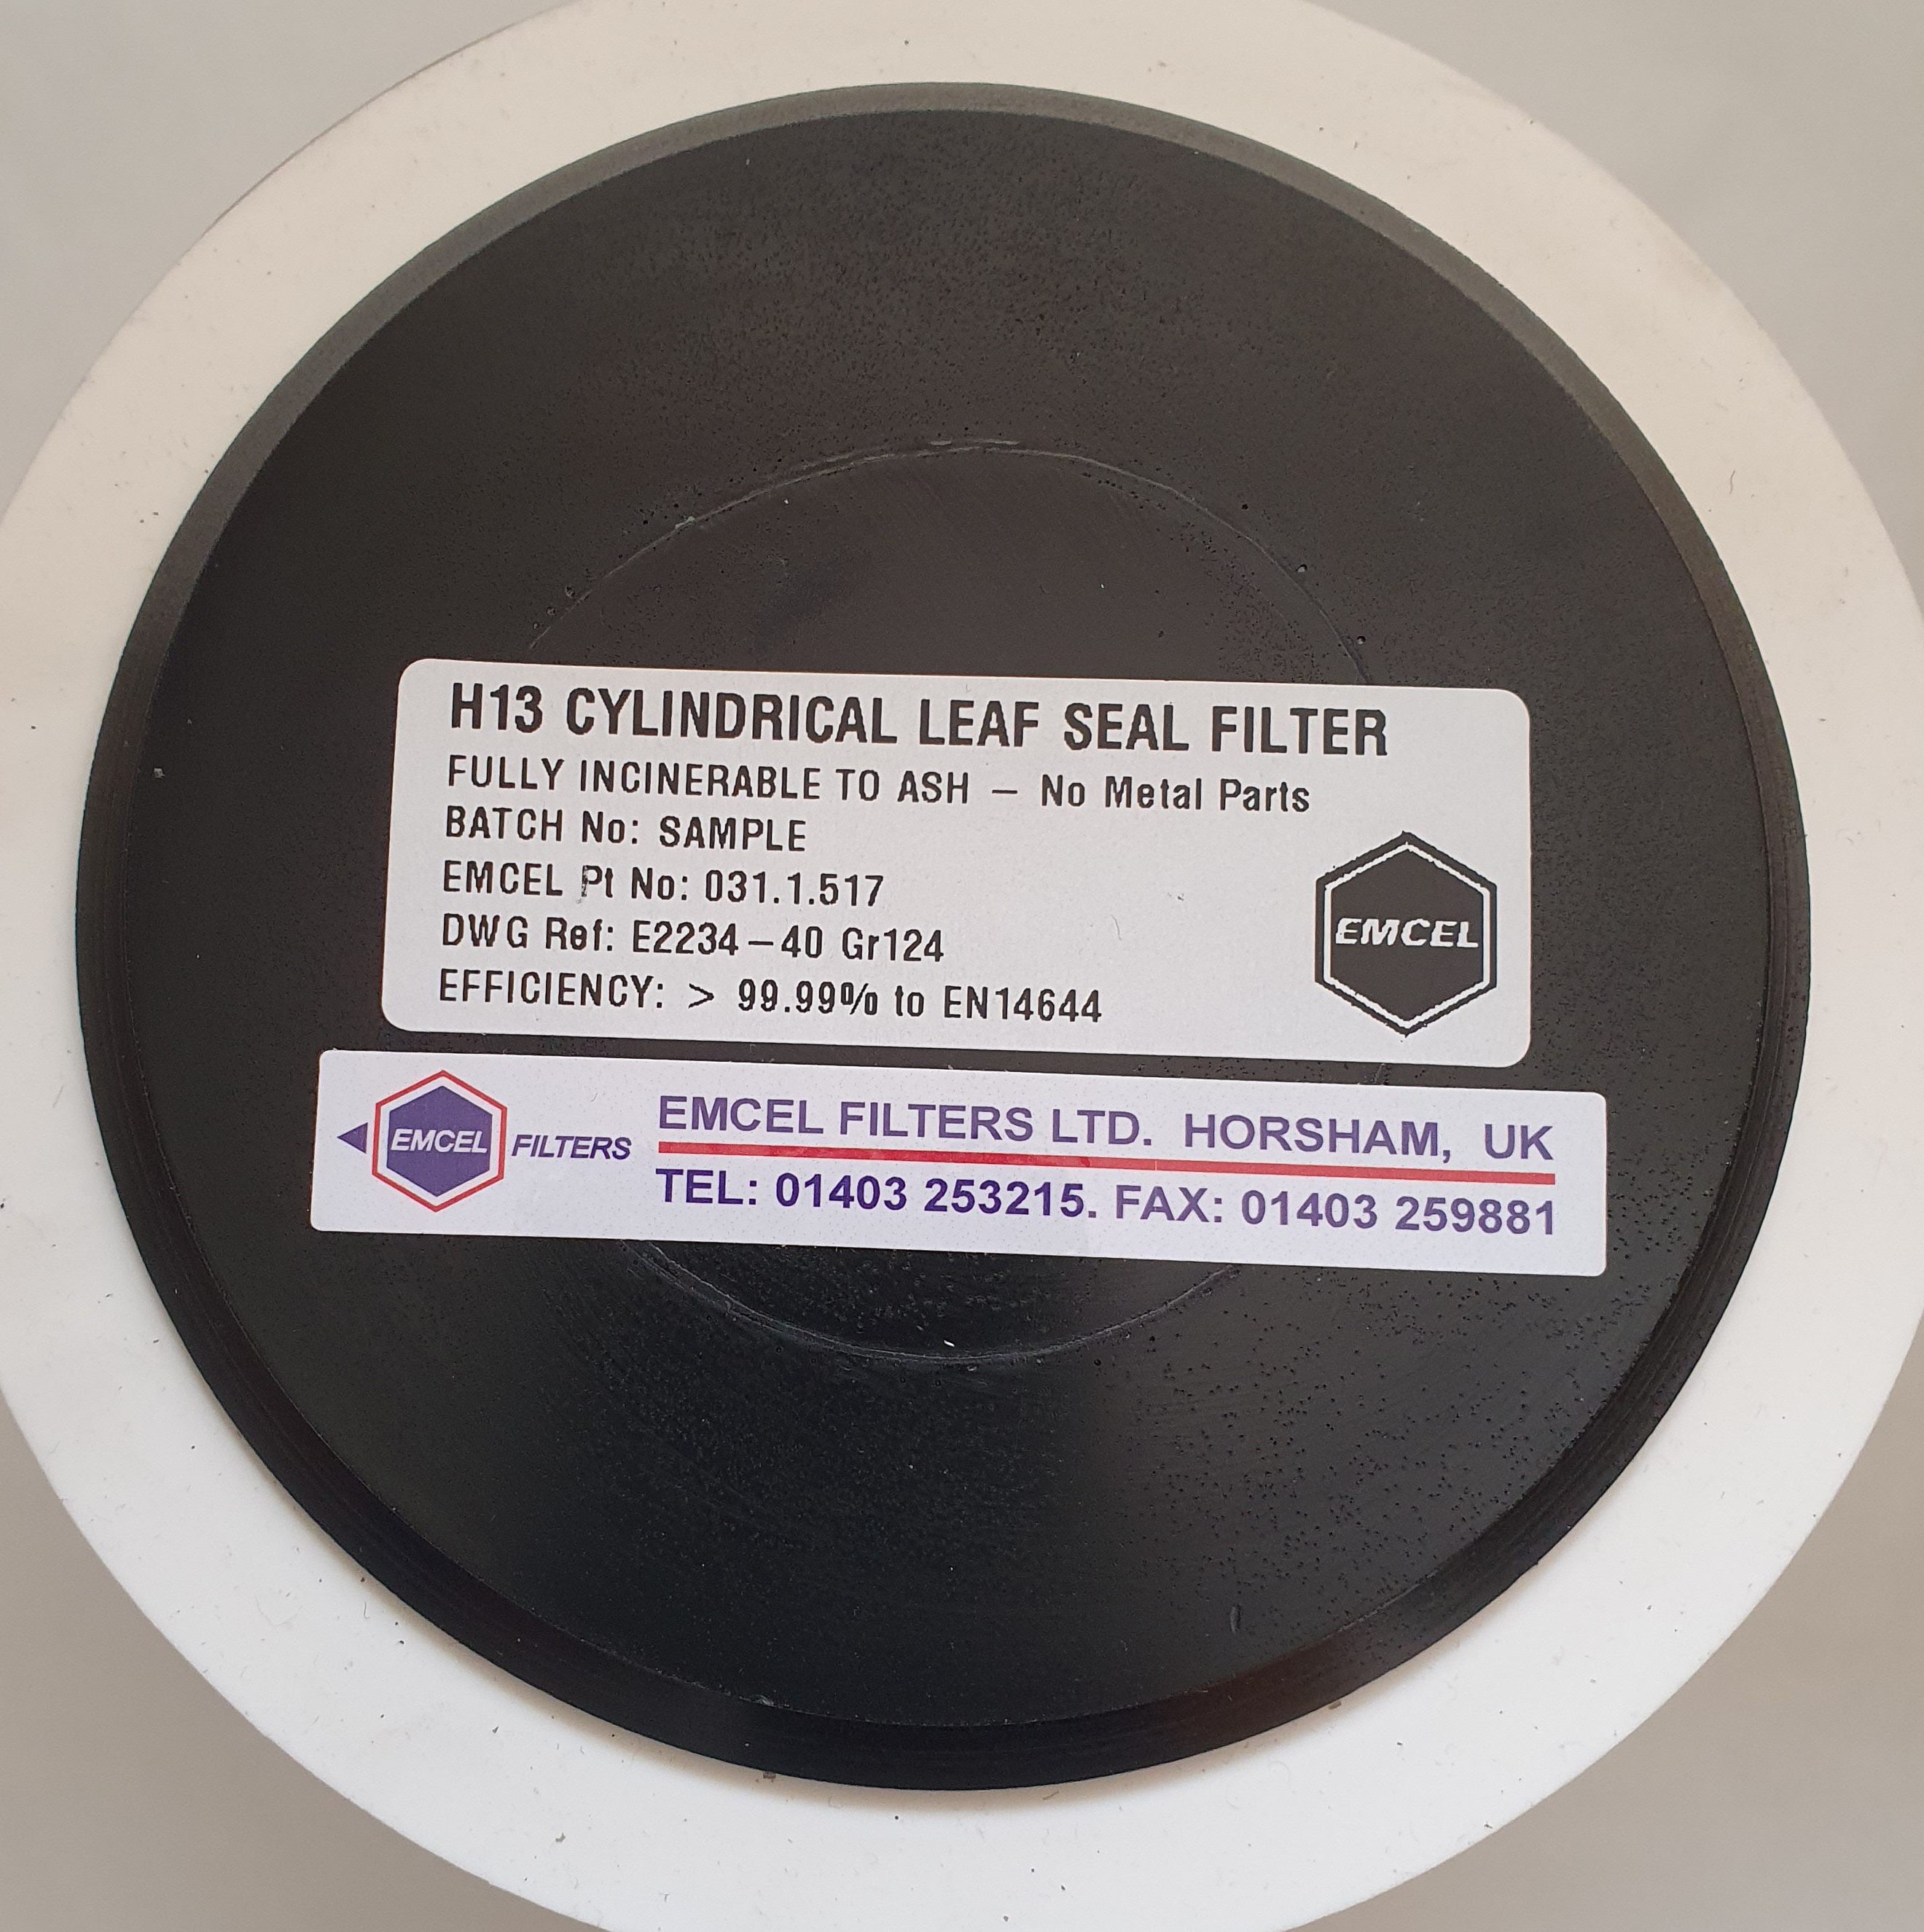 H13 CYLINDRICAL LEAF SEAL FILTER
FULLY INCINERABLE TO ASH – No Metal Parts
BATCH No: SAMPLE
EMCEL Pt No: 031.1.517
DWG Ref: E2234–40 Gr124
EFFICIENCY: > 99.99% to EN14644
EMCEL
EMCEL FILTERS
EMCEL FILTERS LTD. HORSHAM, UK
TEL: 01403 253215. FAX: 01403 259881